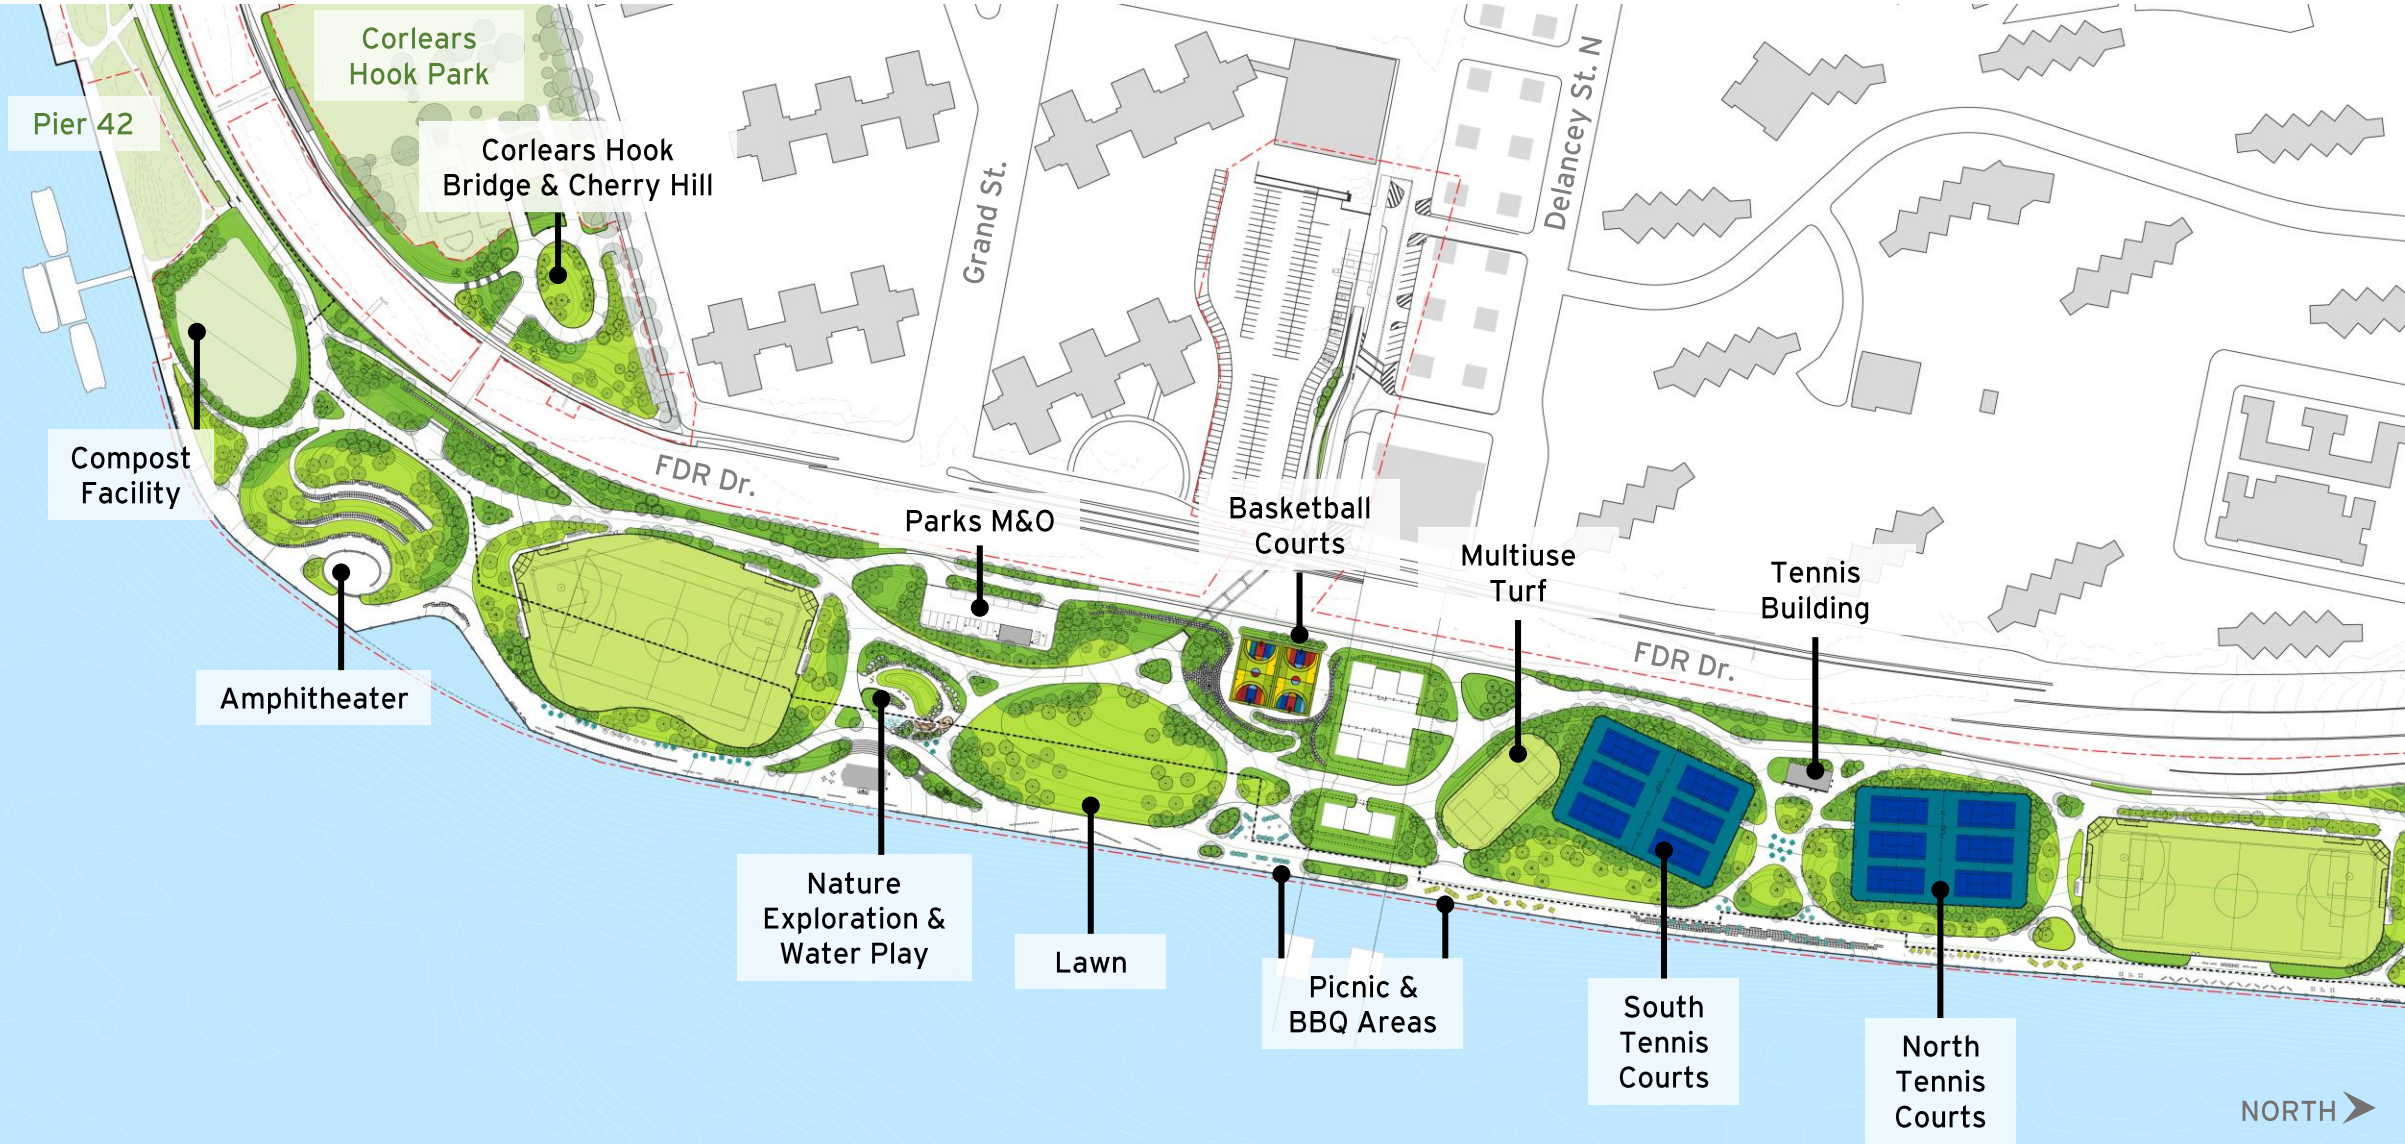 Corlears
Hook Park
Pier 42
Corlears Hook
Bridge & Cherry Hill
Grand St.
Delancey St. N
Compost
Facility
FDR Dr.
Parks M&O
Basketball
Courts
Multiuse
Turf
Tennis
Building
FDR Dr.
Amphitheater
Nature
Exploration &
Water Play
Lawn
Picnic &
BBQ Areas
South
Tennis
Courts
North
Tennis
Courts
NORTH